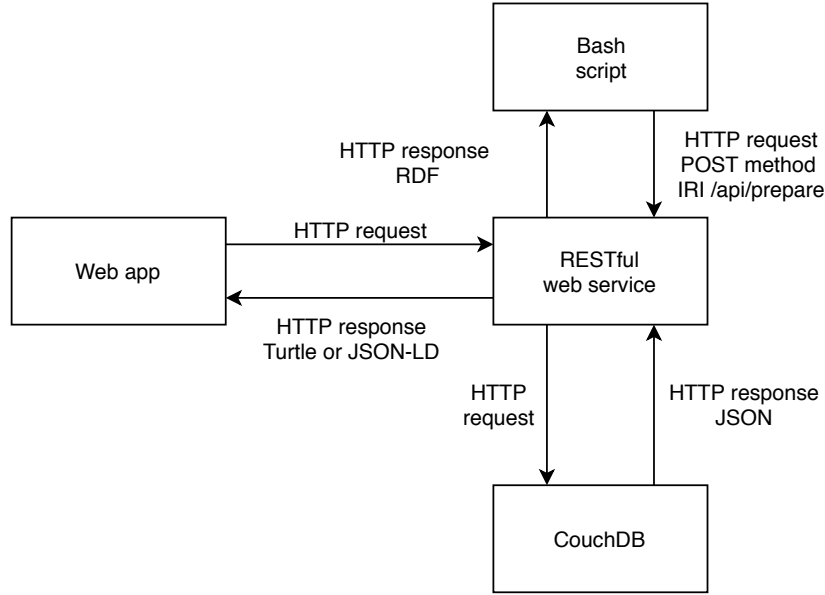 Bash
script
HTTP response
RDF
HTTP request
POST method
IRI /api/prepare
Web app
HTTP request
RESTful
web service
HTTP response
Turtle or JSON-LD
HTTP
request
HTTP response
JSON
CouchDB